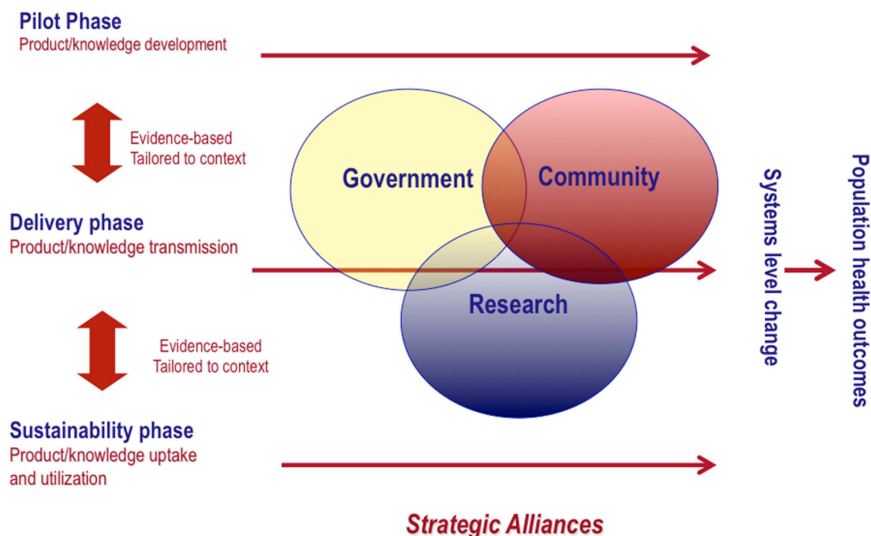 Pilot Phase
Product/knowledge development
Evidence-based
Tailored to context
Delivery phase
Product/knowledge transmission
Evidence-based
Tailored to context
Sustainability phase
Product/knowledge uptake
and utilization
Government
Community
Research
Systems level change
Population health outcomes
Strategic Alliances